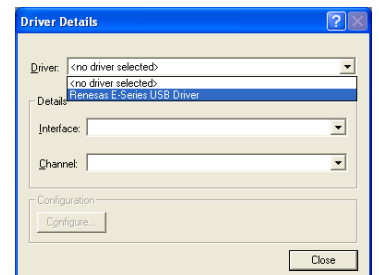 Driver Details
Driver: <no driver selected>
<no driver selected>
Renesas E-Series USB Driver
Details
Interface:
Channel:
Configuration
Configure...
Close